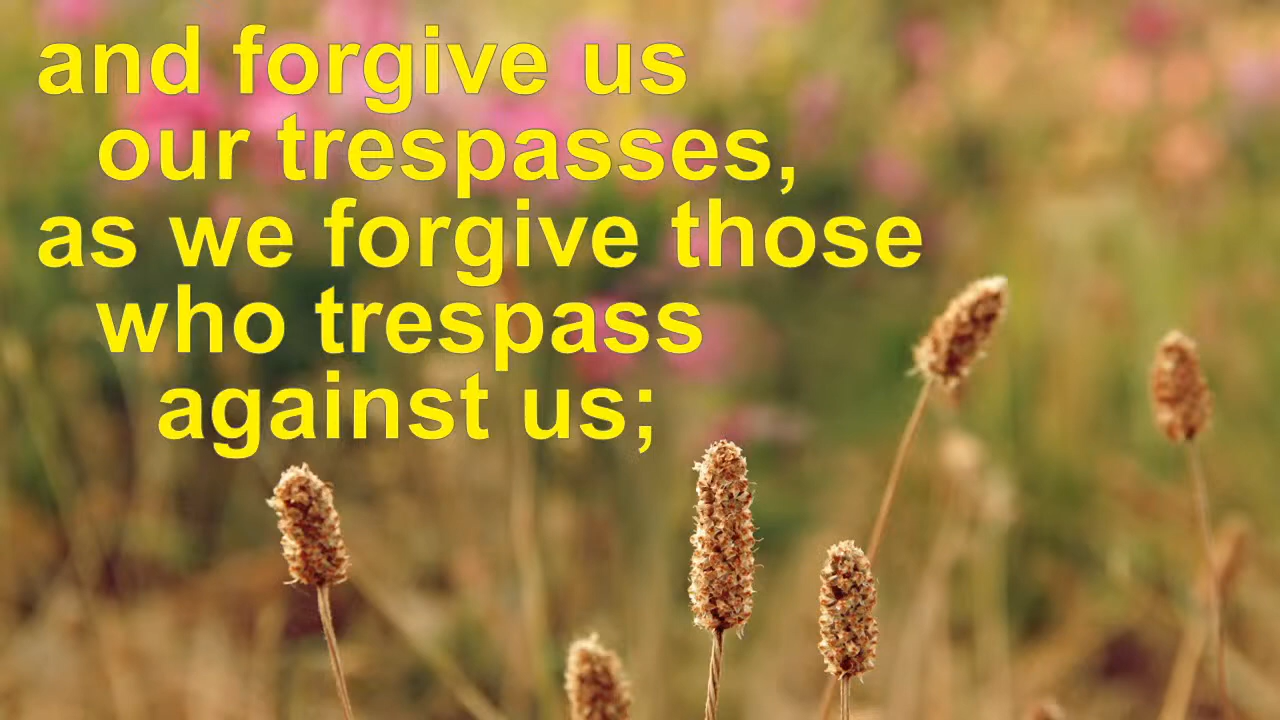 and forgive us
our trespasses,
as we forgive those
who trespass
against us;